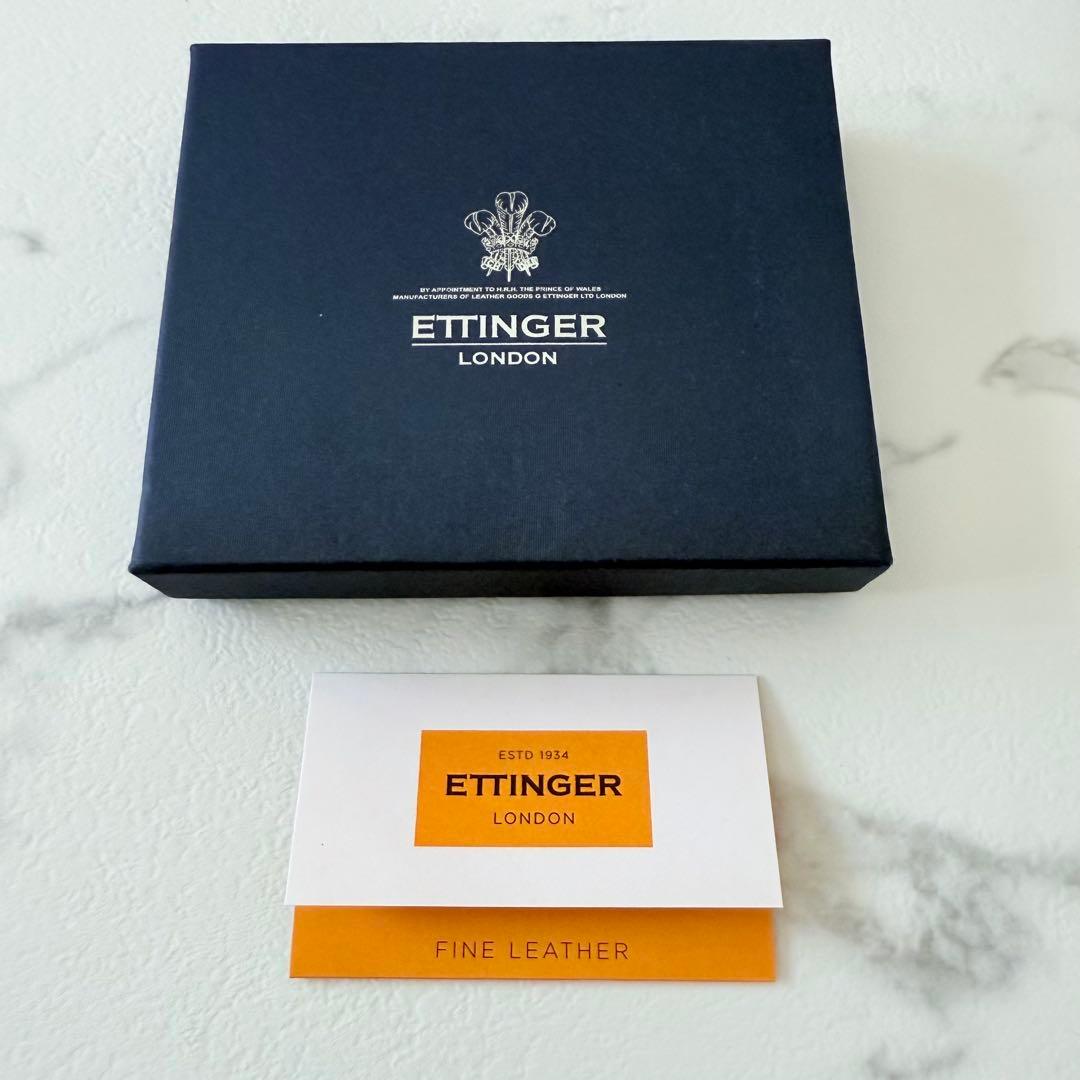 BY APPOINTMENT TO H.R.H. THE PRINCE OF WALES
MANUFACTURERS OF LEATHER GOODS G ETTINGER LTD LONDON
ETTINGER
LONDON
ESTD 1934
ETTINGER
LONDON
FINE LEATHER